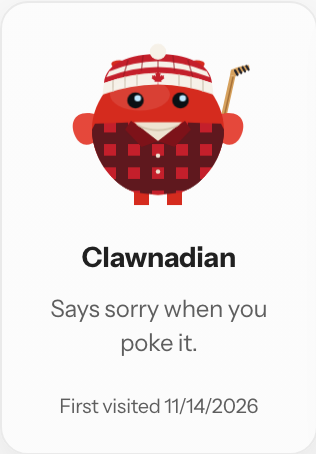 Clawnadian
Says sorry when you
poke it.
First visited 11/14/2026